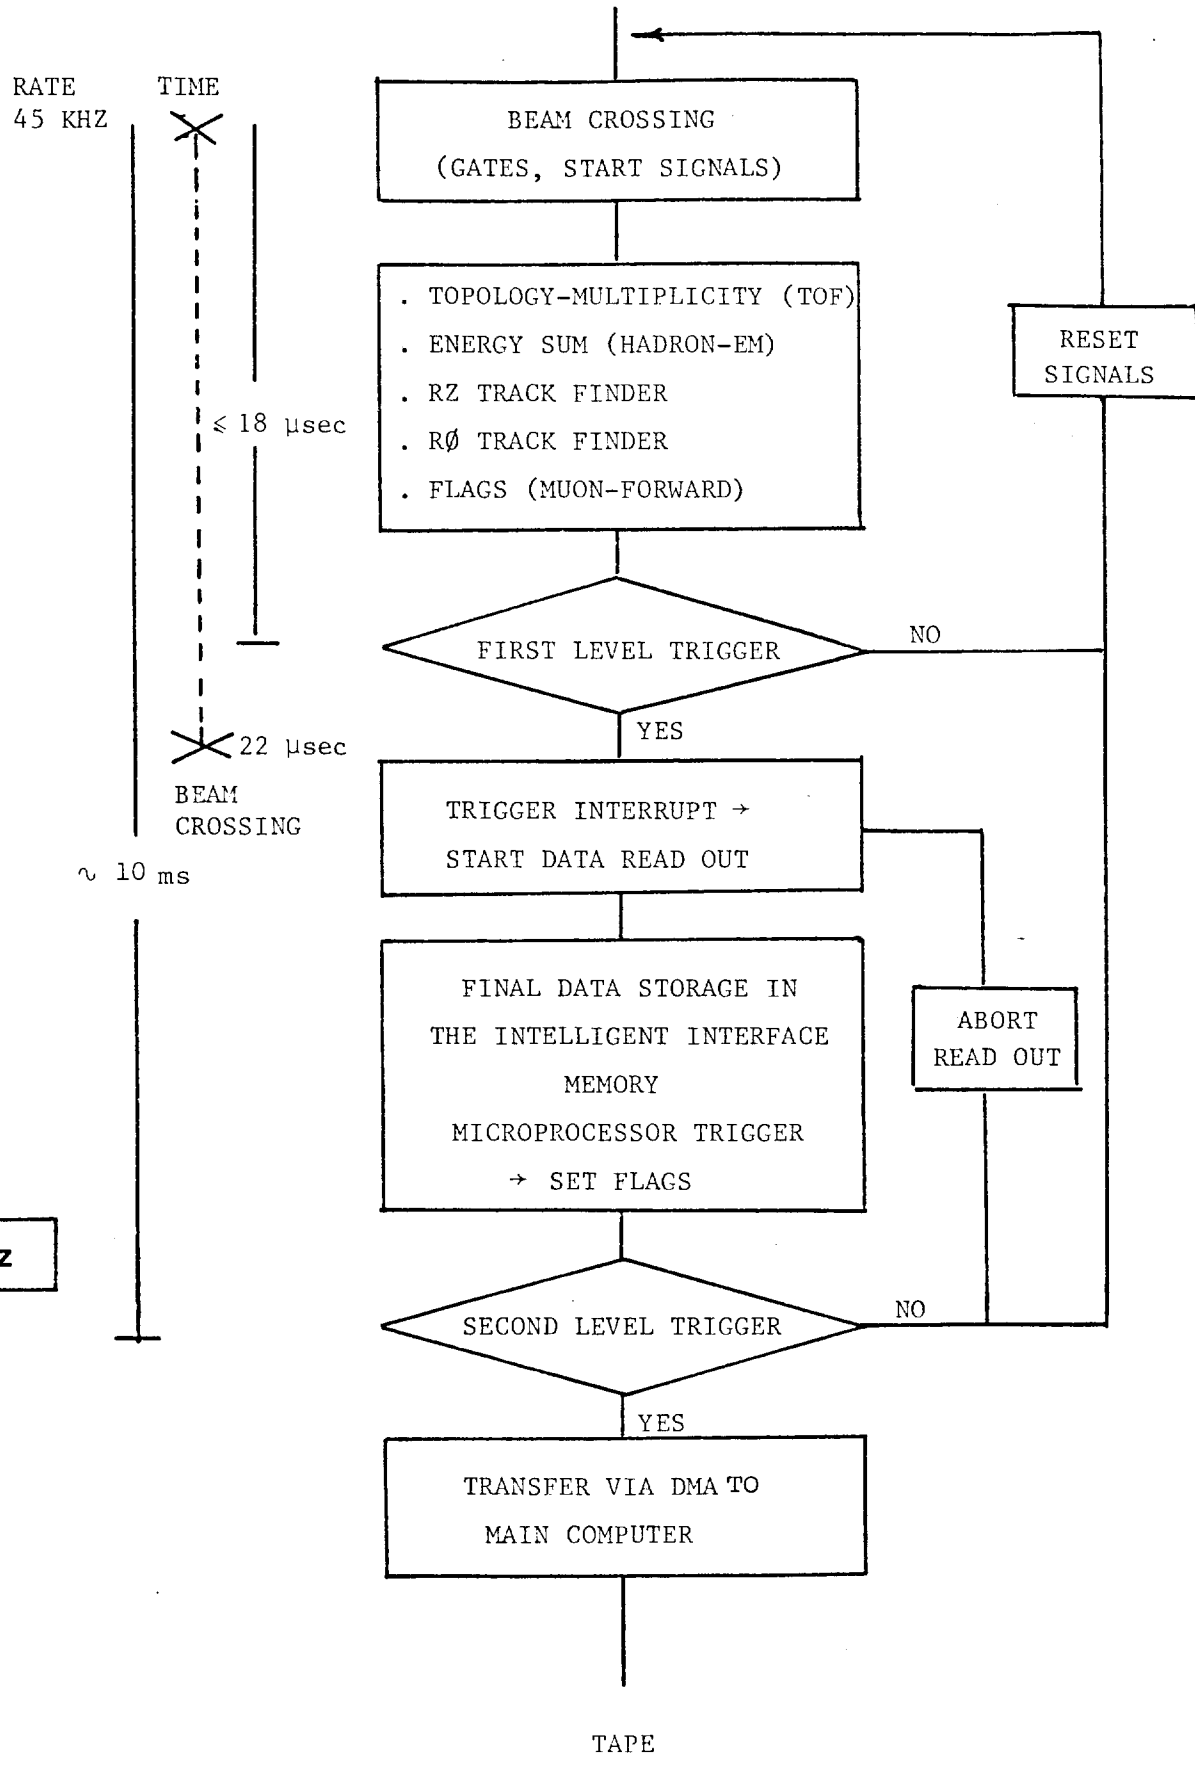 RATE
45 KHZ
TIME
BEAM CROSSING
(GATES, START SIGNALS)
. TOPOLOGY-MULTIPLICITY (TOF)
. ENERGY SUM (HADRON-EM)
. RZ TRACK FINDER
. RØ TRACK FINDER
. FLAGS (MUON-FORWARD)
RESET
SIGNALS
⩽ 18 μsec
FIRST LEVEL TRIGGER
NO
YES
22 μsec
BEAM
CROSSING
TRIGGER INTERRUPT →
START DATA READ OUT
~ 10 ms
FINAL DATA STORAGE IN
THE INTELLIGENT INTERFACE
MEMORY
MICROPROCESSOR TRIGGER
→ SET FLAGS
ABORT
READ OUT
z
SECOND LEVEL TRIGGER
NO
YES
TRANSFER VIA DMA TO
MAIN COMPUTER
TAPE